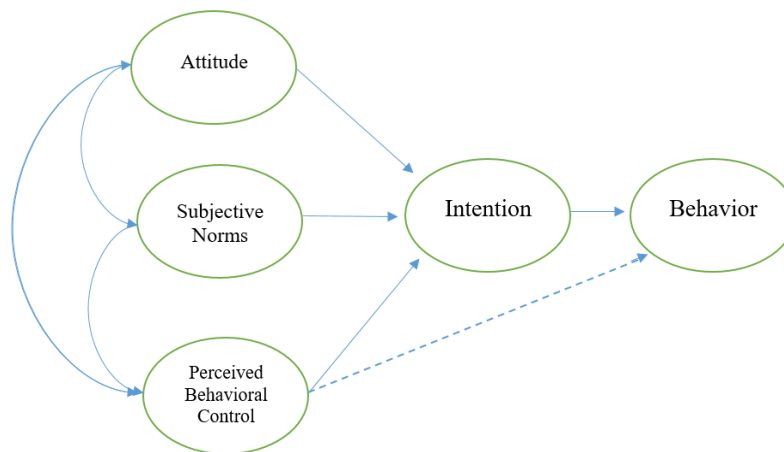 Attitude
Subjective
Norms
Intention
Behavior
Perceived
Behavioral
Control